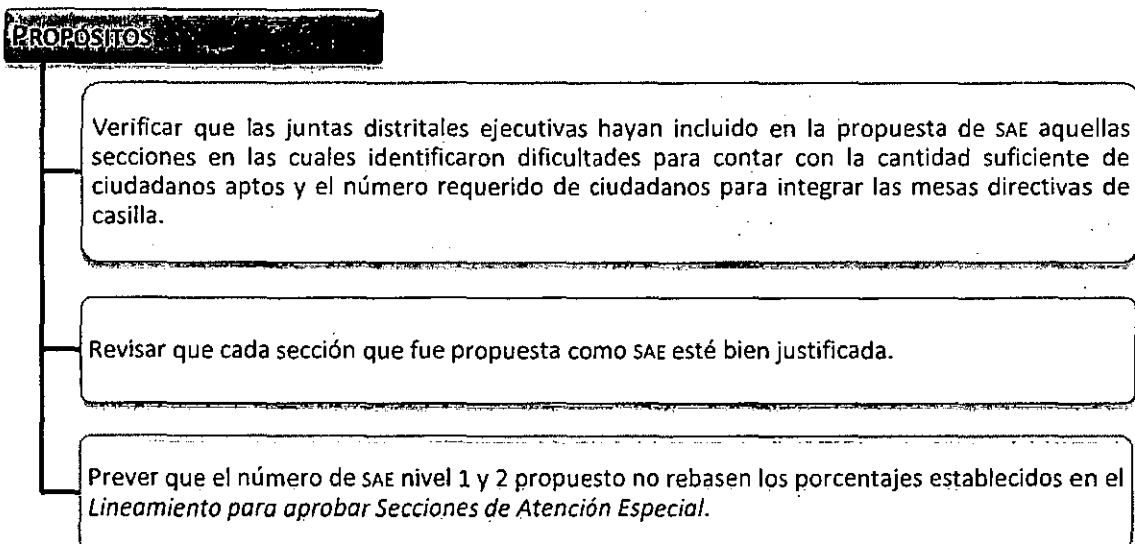 PROPÓSITOS
Verificar que las juntas distritales ejecutivas hayan incluido en la propuesta de SAE aquellas
secciones en las cuales identificaron dificultades para contar con la cantidad suficiente de
ciudadanos aptos y el número requerido de ciudadanos para integrar las mesas directivas de
casilla.
Revisar que cada sección que fue propuesta como SAE esté bien justificada.
Prever que el número de SAE nivel 1 y 2 propuesto no rebasen los porcentajes establecidos en el
Lineamiento para aprobar Secciones de Atención Especial.